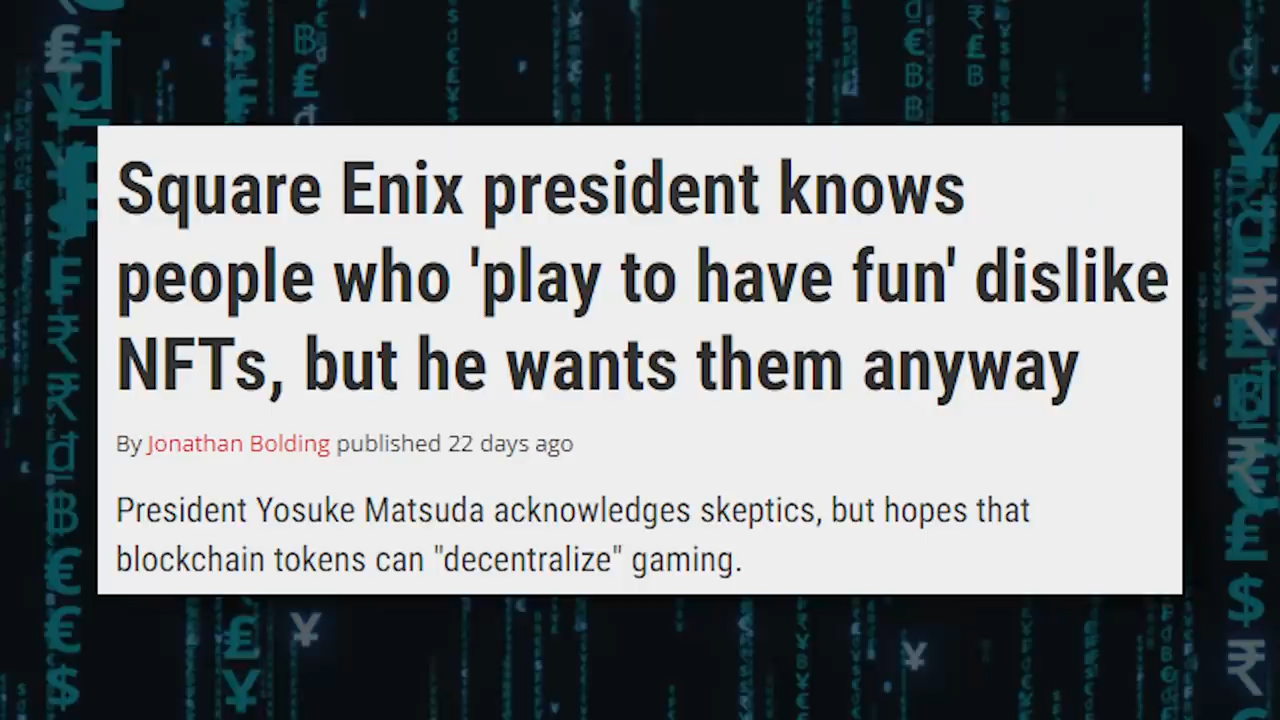 Square Enix president knows
people who 'play to have fun' dislike
NFTs, but he wants them anyway
By Jonathan Bolding published 22 days ago
President Yosuke Matsuda acknowledges skeptics, but hopes that
blockchain tokens can "decentralize" gaming.